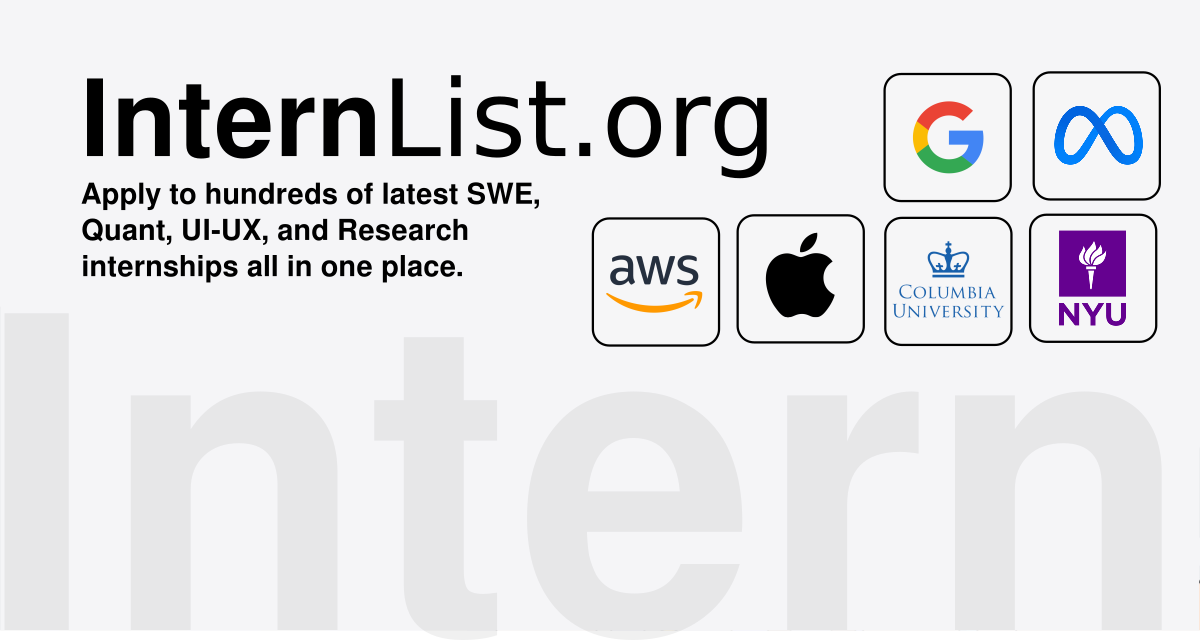 InternList.org
Apply to hundreds of latest SWE,
Quant, UI-UX, and Research
internships all in one place.
aws
COLUMBIA
UNIVERSITY
NYU
Intern